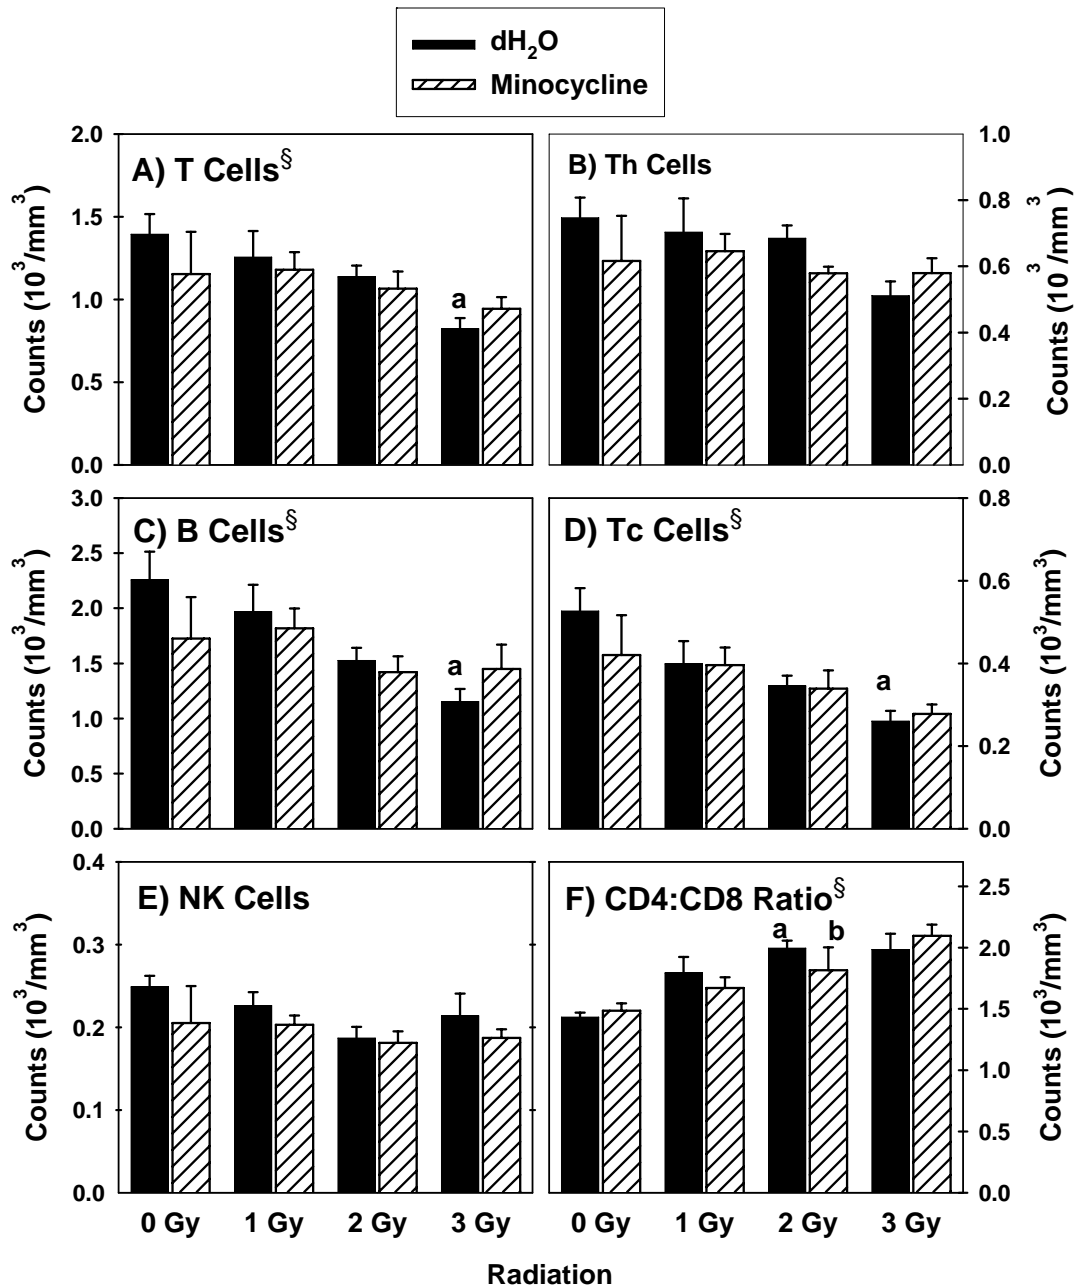 dH₂O
Minocycline
A) T Cells§
B) Th Cells
2.0
1.5
1.0
0.5
0.0
Counts (10³/mm³)
a
1.0
0.8
0.6
0.4
0.2
0.0
Counts (10³/mm³)
C) B Cells§
D) Tc Cells§
3.0
2.5
2.0
1.5
1.0
0.5
0.0
Counts (10³/mm³)
a
a
0.8
0.6
0.4
0.2
0.0
Counts (10³/mm³)
E) NK Cells
F) CD4:CD8 Ratio§
0.4
0.3
0.2
0.1
0.0
Counts (10³/mm³)
a b
2.5
2.0
1.5
1.0
0.5
0.0
Counts (10³/mm³)
0 Gy 1 Gy 2 Gy 3 Gy
0 Gy 1 Gy 2 Gy 3 Gy
Radiation